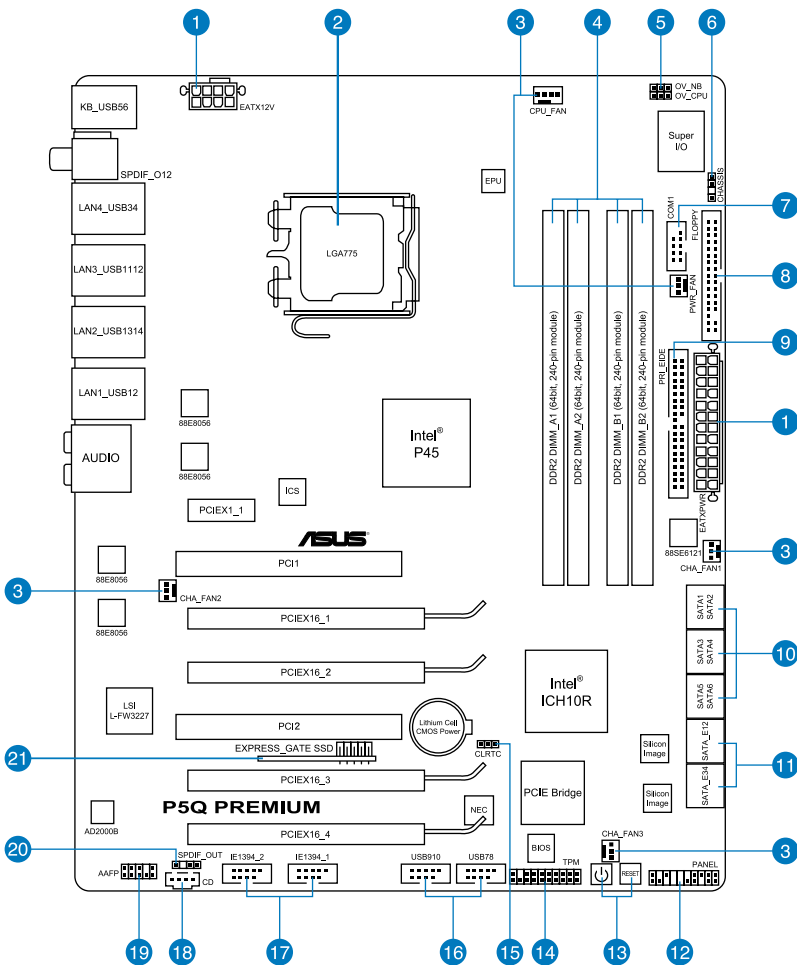 1
2
3
4
5
6
KB_USB56
EATX12V
CPU_FAN
OV_NB
OV_CPU
Super
I/O
SPDIF_O12
EPU
CHASSIS
LAN4_USB34
LGA775
COM1
FLOPPY
7
8
LAN3_USB1112
PWR_FAN
LAN2_USB1314
9
PRI_EIDE
LAN1_USB12
DDR2 DIMM_A1 (64bit, 240-pin module)
DDR2 DIMM_A2 (64bit, 240-pin module)
DDR2 DIMM_B1 (64bit, 240-pin module)
DDR2 DIMM_B2 (64bit, 240-pin module)
1
88E8056
Intel®
P45
AUDIO
88E8056
ICS
EATXPWR
PCIEX1_1
ASUS
88SE6121
3
CHA_FAN1
PCI1
88E8056
3
CHA_FAN2
SATA1
SATA2
PCIEX16_1
88E8056
SATA3
SATA4
10
PCIEX16_2
Intel®
ICH10R
SATA5
SATA6
LSI
L-FW3227
PCI2
Lithium Cell
CMOS Power
EXPRESS_GATE SSD
CLRTC
Silicon
Image
SATA_E12
21
11
PCIEX16_3
PCIE Bridge
Silicon
Image
SATA_E34
P5Q PREMIUM
NEC
AD2000B
PCIEX16_4
BIOS
CHA_FAN3
3
20
SPDIF_OUT
IE1394_2
IE1394_1
USB910
USB78
TPM
PANEL
AAFP
CD
RESET
19
18
17
16
15
14
13
12